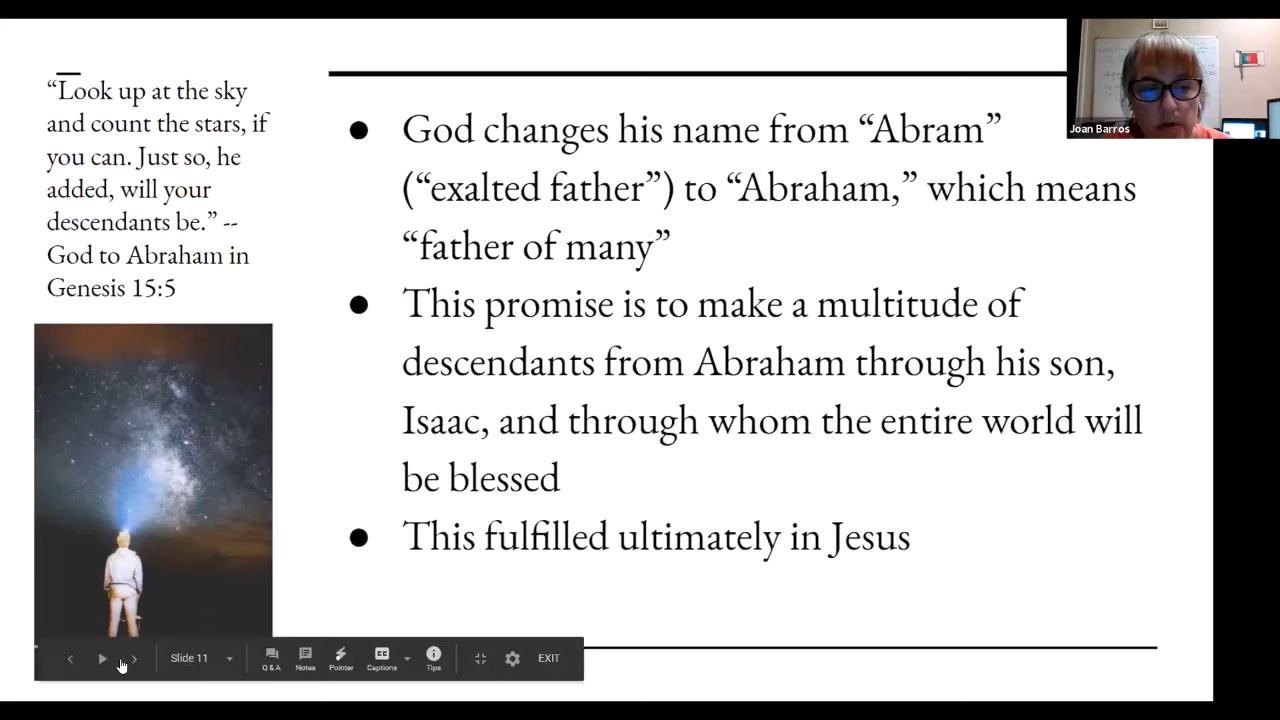 “Look up at the sky
and count the stars, if
you can. Just so, he
added, will your
descendants be.” --
God to Abraham in
Genesis 15:5
● God changes his name from “Abram”
(“exalted father”) to “Abraham,” which means
“father of many”
● This promise is to make a multitude of
descendants from Abraham through his son,
Isaac, and through whom the entire world will
be blessed
● This fulfilled ultimately in Jesus
Joan Barros
Slide 11
Q & A
Notes
Pointer
Captions
Tips
EXIT